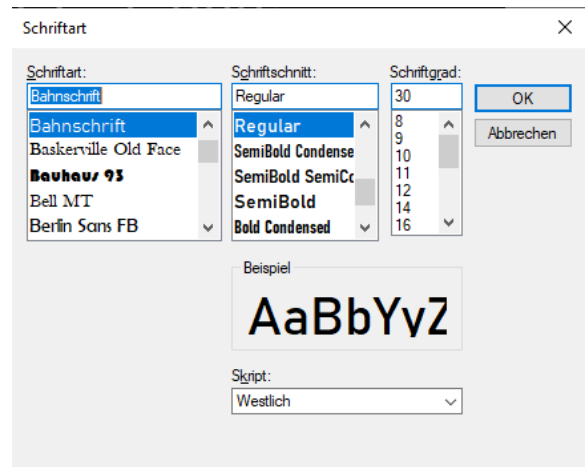 Schriftart
Schriftart:
Schriftschnitt:
Schriftgrad:
Bahnschrift
Regular
30
OK
Abbrechen
Bahnschrift
Baskerville Old Face
Bauhaus 93
Bell MT
Berlin Sans FB
Regular
SemiBold Condense
SemiBold SemiCc
SemiBold
Bold Condensed
8
9
10
11
12
14
16
Beispiel
AaBbYyZ
Skript:
Westlich